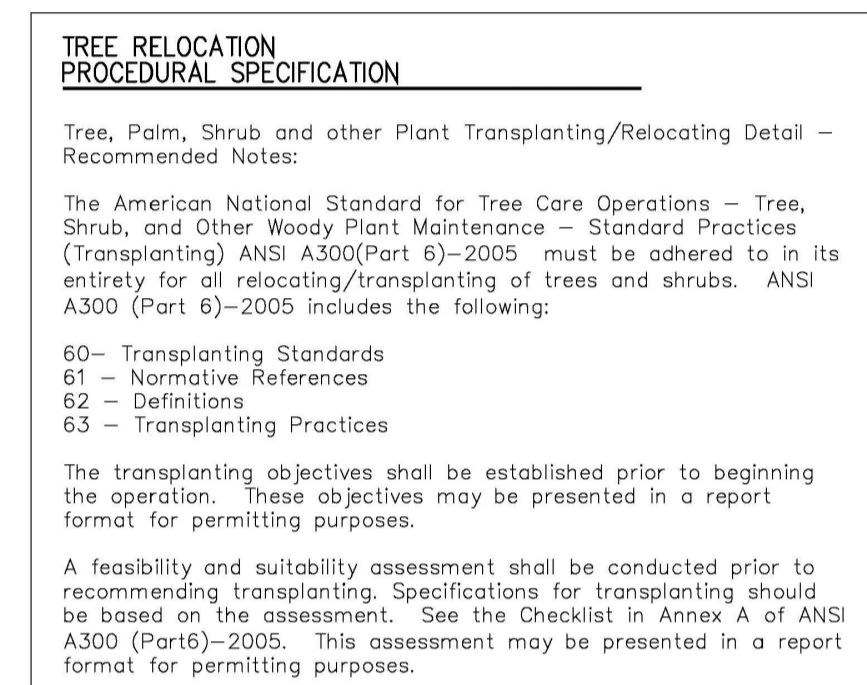 TREE RELOCATION
PROCEDURAL SPECIFICATION
Tree, Palm, Shrub and other Plant Transplanting/Relocating Detail –
Recommended Notes:
The American National Standard for Tree Care Operations – Tree,
Shrub, and Other Woody Plant Maintenance – Standard Practices
(Transplanting) ANSI A300(Part 6)–2005 must be adhered to in its
entirety for all relocating/transplanting of trees and shrubs. ANSI
A300 (Part 6)–2005 includes the following:
60– Transplanting Standards
61 – Normative References
62 – Definitions
63 – Transplanting Practices
The transplanting objectives shall be established prior to beginning
the operation. These objectives may be presented in a report
format for permitting purposes.
A feasibility and suitability assessment shall be conducted prior to
recommending transplanting. Specifications for transplanting should
be based on the assessment. See the Checklist in Annex A of ANSI
A300 (Part6)–2005. This assessment may be presented in a report
format for permitting purposes.